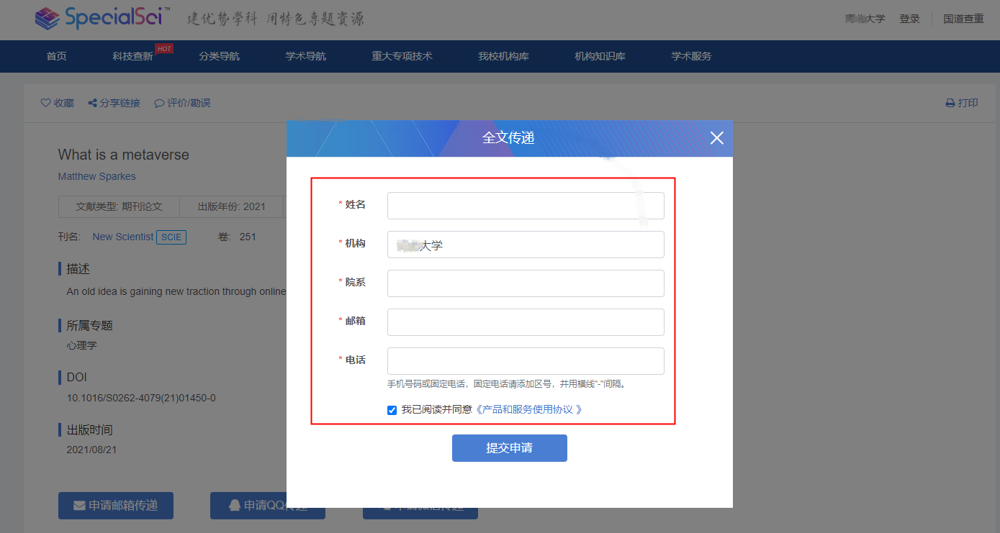 SpecialSci™ 建优势学科 用特色专题资源
大学 登录 国道查重
首页 科技查新 HOT 分类导航 学术导航 重大专项技术 我校机构库 机构知识库 学术服务
收藏 分享链接 评价/勘误 打印
全文传递
What is a metaverse
Matthew Sparkes
文献类型: 期刊论文 出版年份: 2021
刊名: New Scientist SCIE 卷: 251
描述
An old idea is gaining new traction through online
所属专题
心理学
DOI
10.1016/S0262-4079(21)01450-0
出版时间
2021/08/21
申请邮箱传递 申请QQ传递 申请微信传递
* 姓名
* 机构 大学
* 院系
* 邮箱
* 电话
手机号码或固定电话，固定电话请添加区号，并用横线"-"间隔。
我已阅读并同意《产品和服务使用协议 》
提交申请